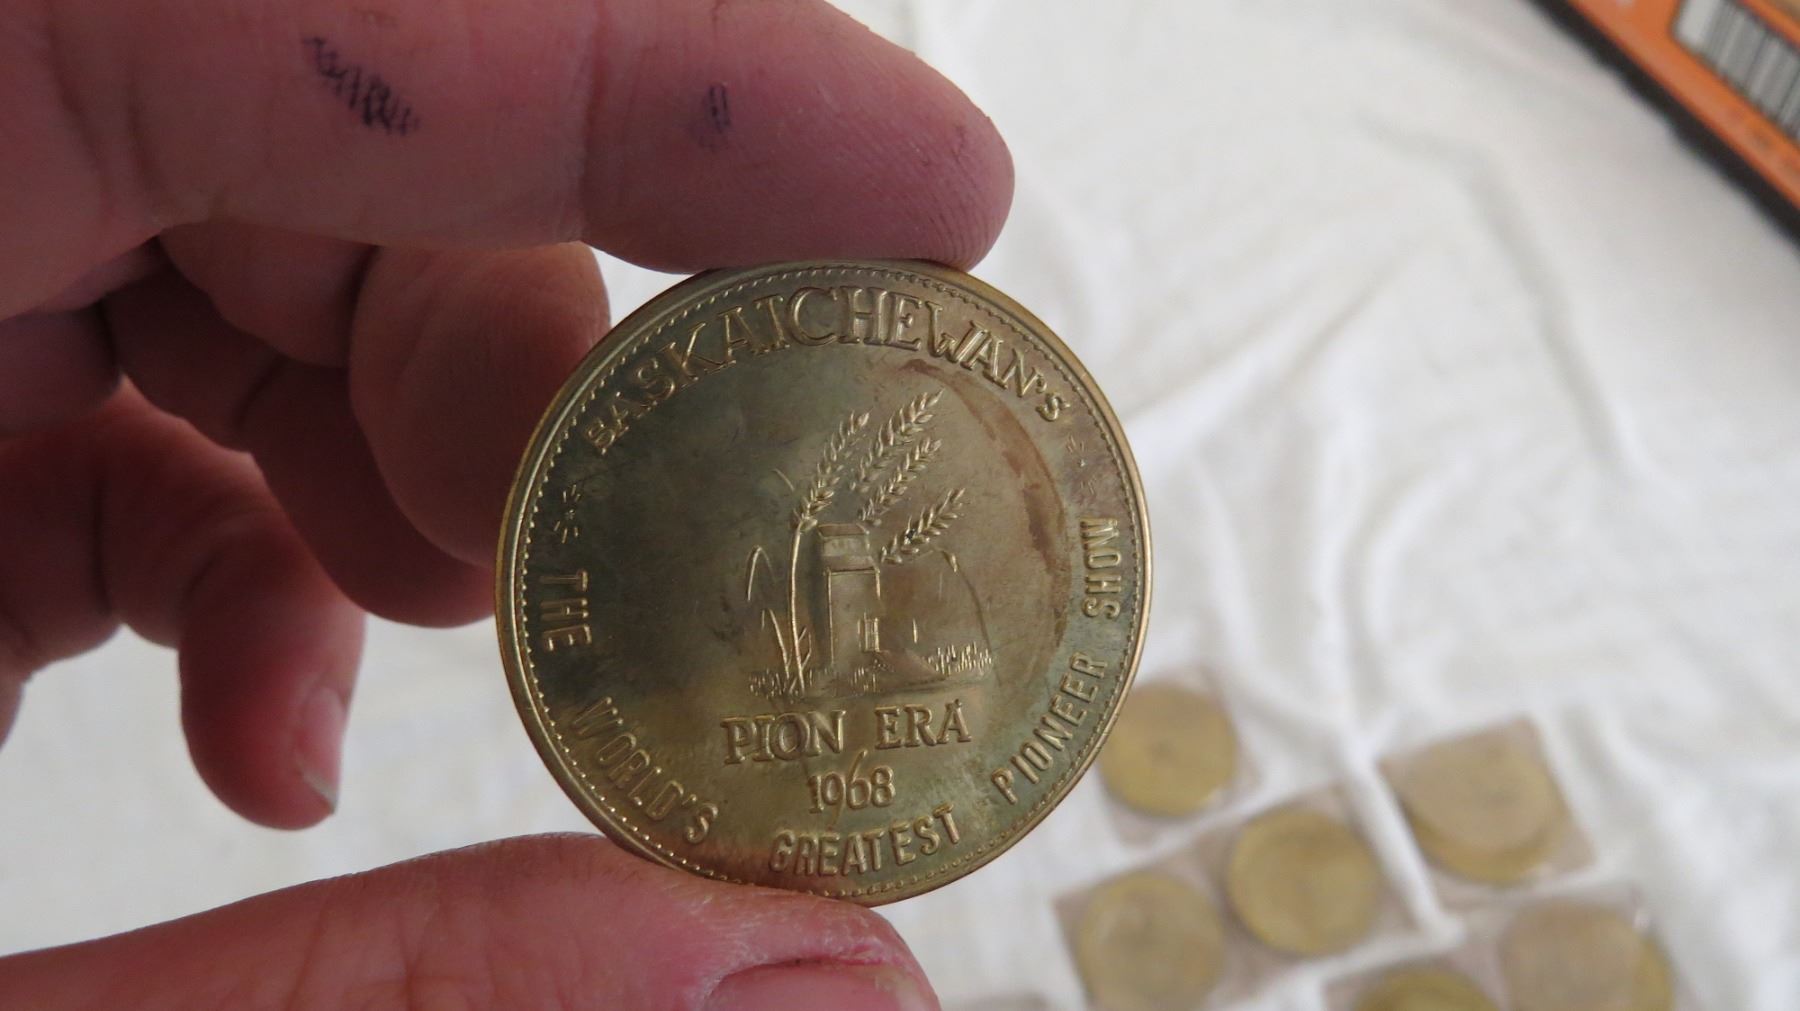 SASKATCHEWAN'S
PION ERA
1968
THE WORLD'S GREATEST PIONEER SHOW